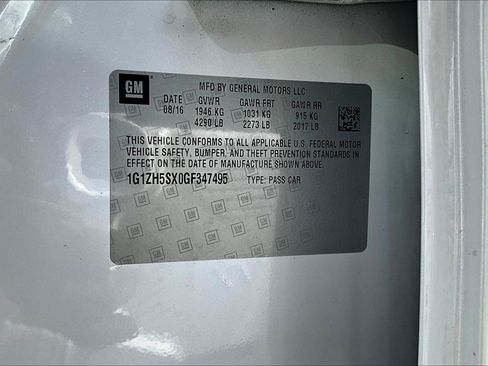 GM
MFD BY GENERAL MOTORS LLC
DATE GVWR GAWR FRT GAWR RR
08/16 1946 KG 1031 KG 915 KG
4290 LB 2273 LB 2017 LB
THIS VEHICLE CONFORMS TO ALL APPLICABLE U.S. FEDERAL MOTOR
VEHICLE SAFETY, BUMPER, AND THEFT PREVENTION STANDARDS IN
EFFECT ON THE DATE OF MANUFACTURE SHOWN ABOVE.
1G1ZH5SX0GF347495 TYPE: PASS CAR